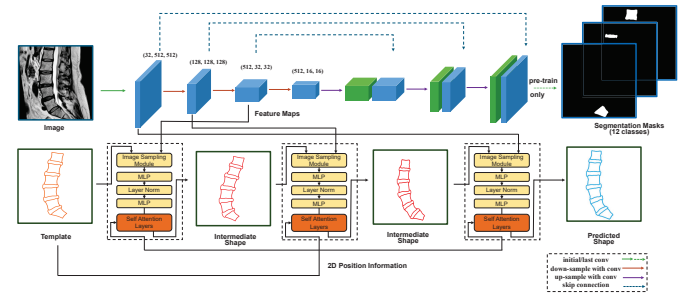 (32, 512, 512)
(128, 128, 128)
(512, 32, 32)
(512, 16, 16)
pre-train
only
Image
Feature Maps
Segmentation Masks
(12 classes)
Image Sampling
Module
MLP
Layer Norm
MLP
Self Attention
Layers
Image Sampling
Module
MLP
Layer Norm
MLP
Self Attention
Layers
Image Sampling
Module
MLP
Layer Norm
MLP
Self Attention
Layers
Template
Intermediate
Shape
Intermediate
Shape
Predicted
Shape
2D Position Information
initial/last conv
down-sample with conv
up-sample with conv
skip connection